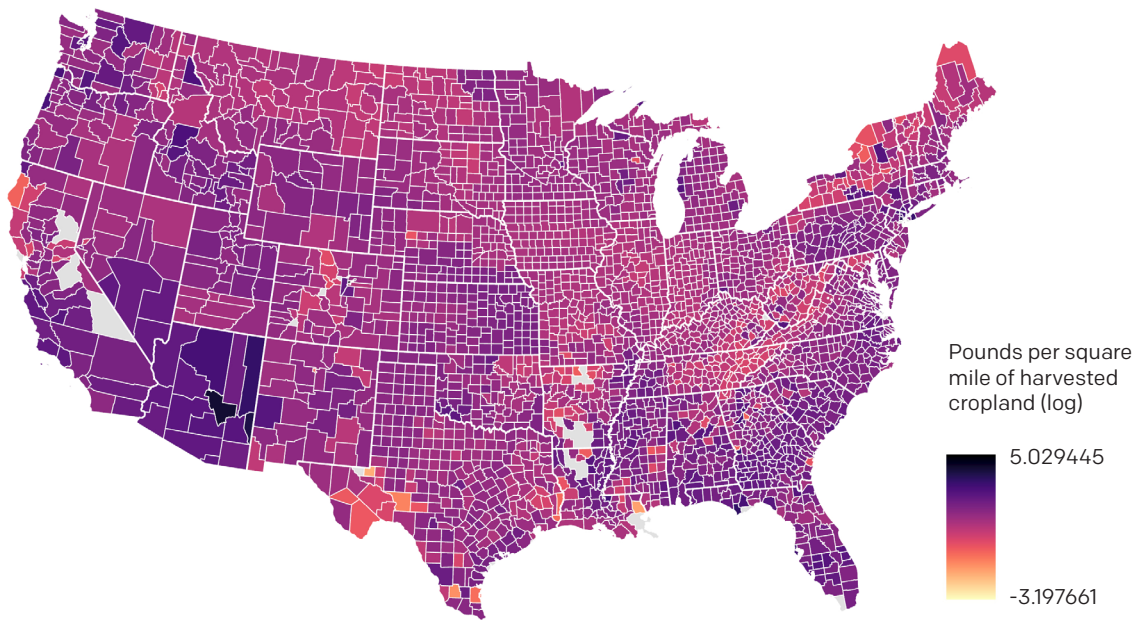 Pounds per square
mile of harvested
cropland (log)
5.029445
-3.197661